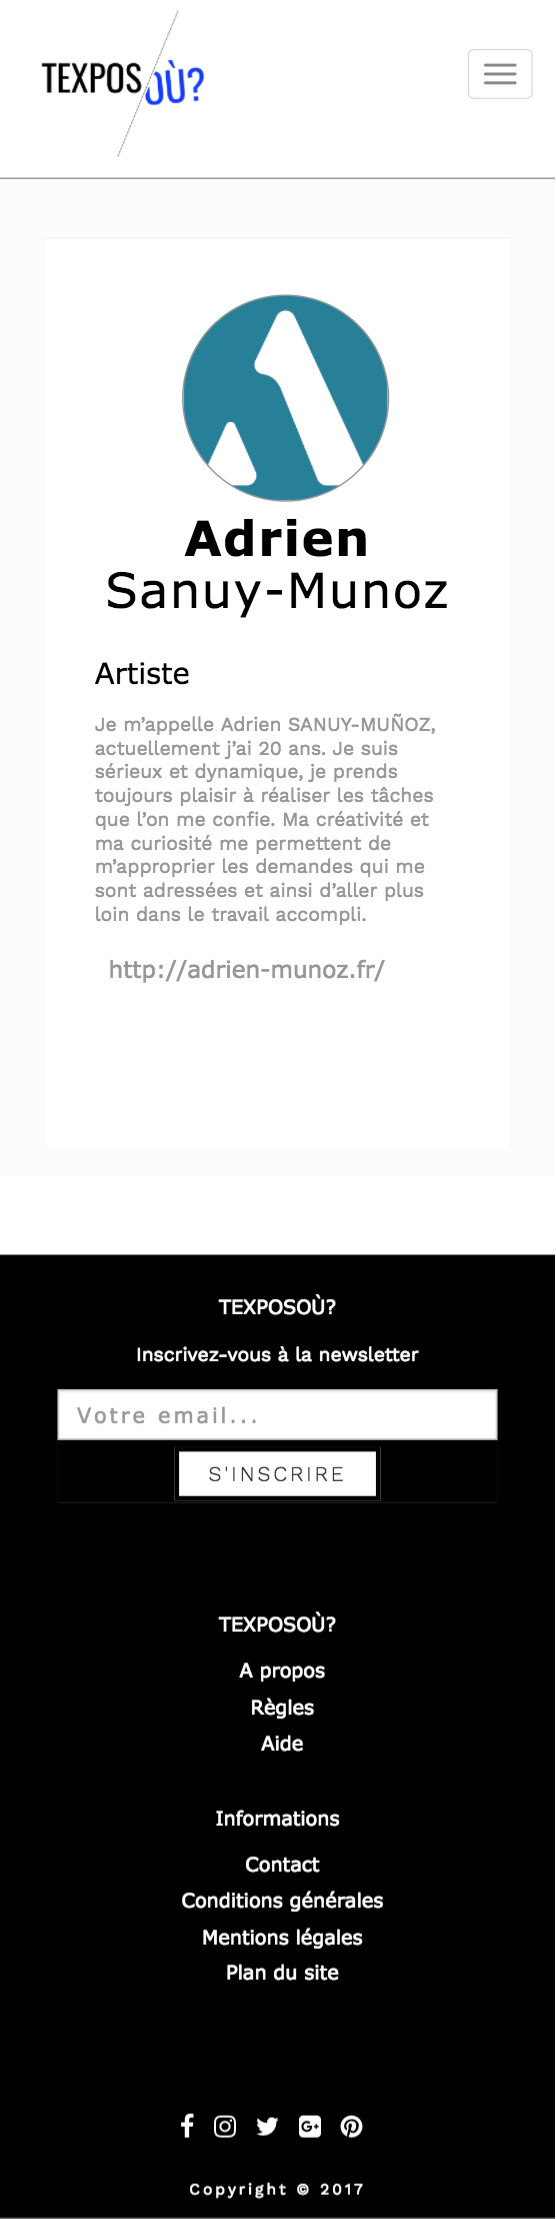 TEXPOSOÙ?
Adrien
Sanuy-Munoz
Artiste
Je m’appelle Adrien SANUY-MUÑOZ,
actuellement j’ai 20 ans. Je suis
sérieux et dynamique, je prends
toujours plaisir à réaliser les tâches
que l’on me confie. Ma créativité et
ma curiosité me permettent de
m’approprier les demandes qui me
sont adressées et ainsi d’aller plus
loin dans le travail accompli.
http://adrien-munoz.fr/
TEXPOSOÙ?
Inscrivez-vous à la newsletter
Votre email...
S'INSCRIRE
TEXPOSOÙ?
A propos
Règles
Aide
Informations
Contact
Conditions générales
Mentions légales
Plan du site
Copyright © 2017